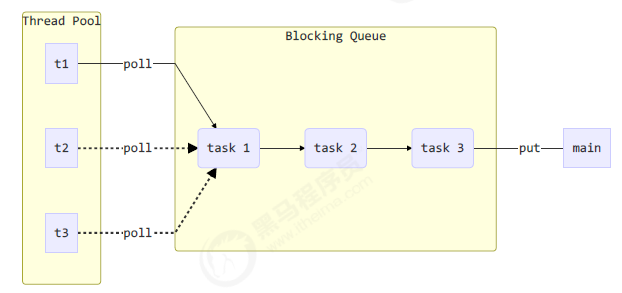 Thread Pool
Blocking Queue
t1
poll
t2
poll
task 1
task 2
task 3
put
main
t3
poll
黑马程序员
www.itheima.com